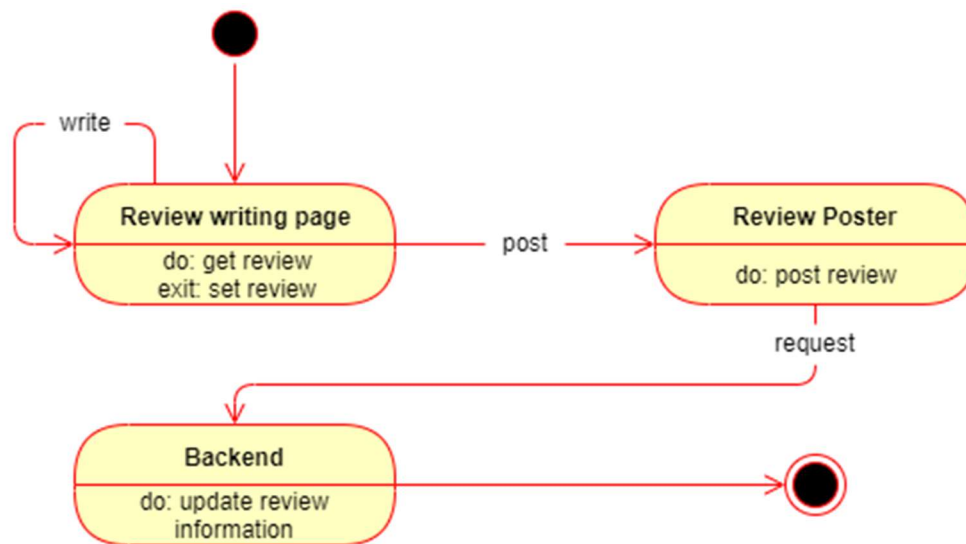 write
Review writing page
do: get review
exit: set review
post
Review Poster
do: post review
request
Backend
do: update review
information